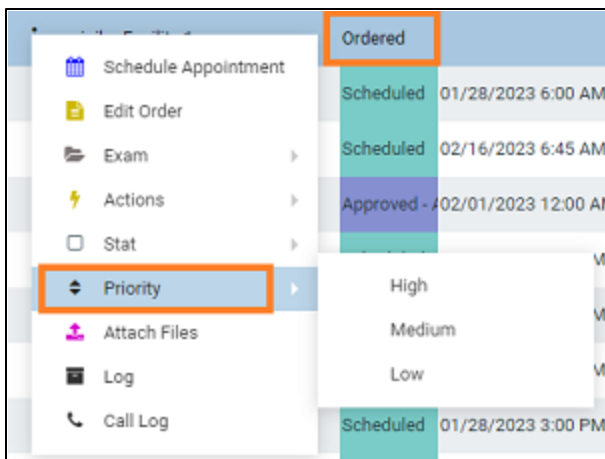 Ordered
Schedule Appointment
Scheduled 01/28/2023 6:00 AM
Edit Order
Exam
Scheduled 02/16/2023 6:45 AM
Actions
Approved - 02/01/2023 12:00
Stat
Priority
High
Medium
Attach Files
Low
Log
Call Log
Scheduled 01/28/2023 3:00 PM